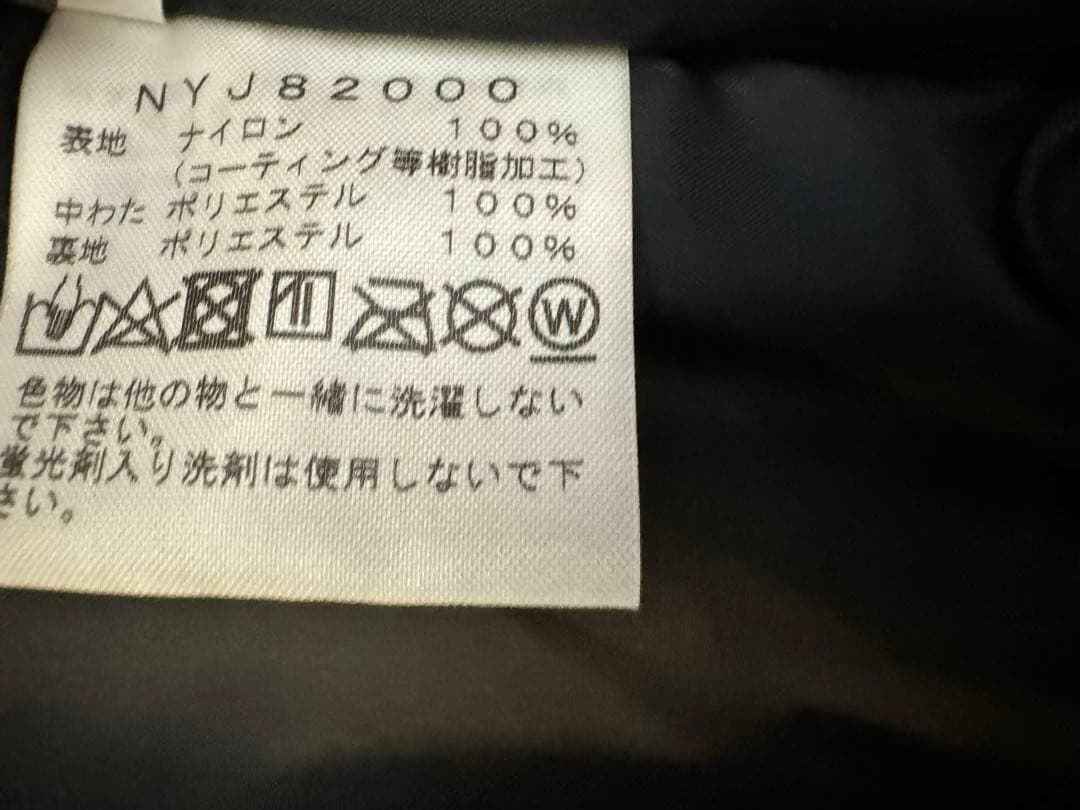 NYJ82000
表地 ナイロン 100%
(コーティング等樹脂加工)
中わた ポリエステル 100%
裏地 ポリエステル 100%
W
色物は他の物と一緒に洗濯しない
で下さい。
蛍光剤入り洗剤は使用しないで下
さい。